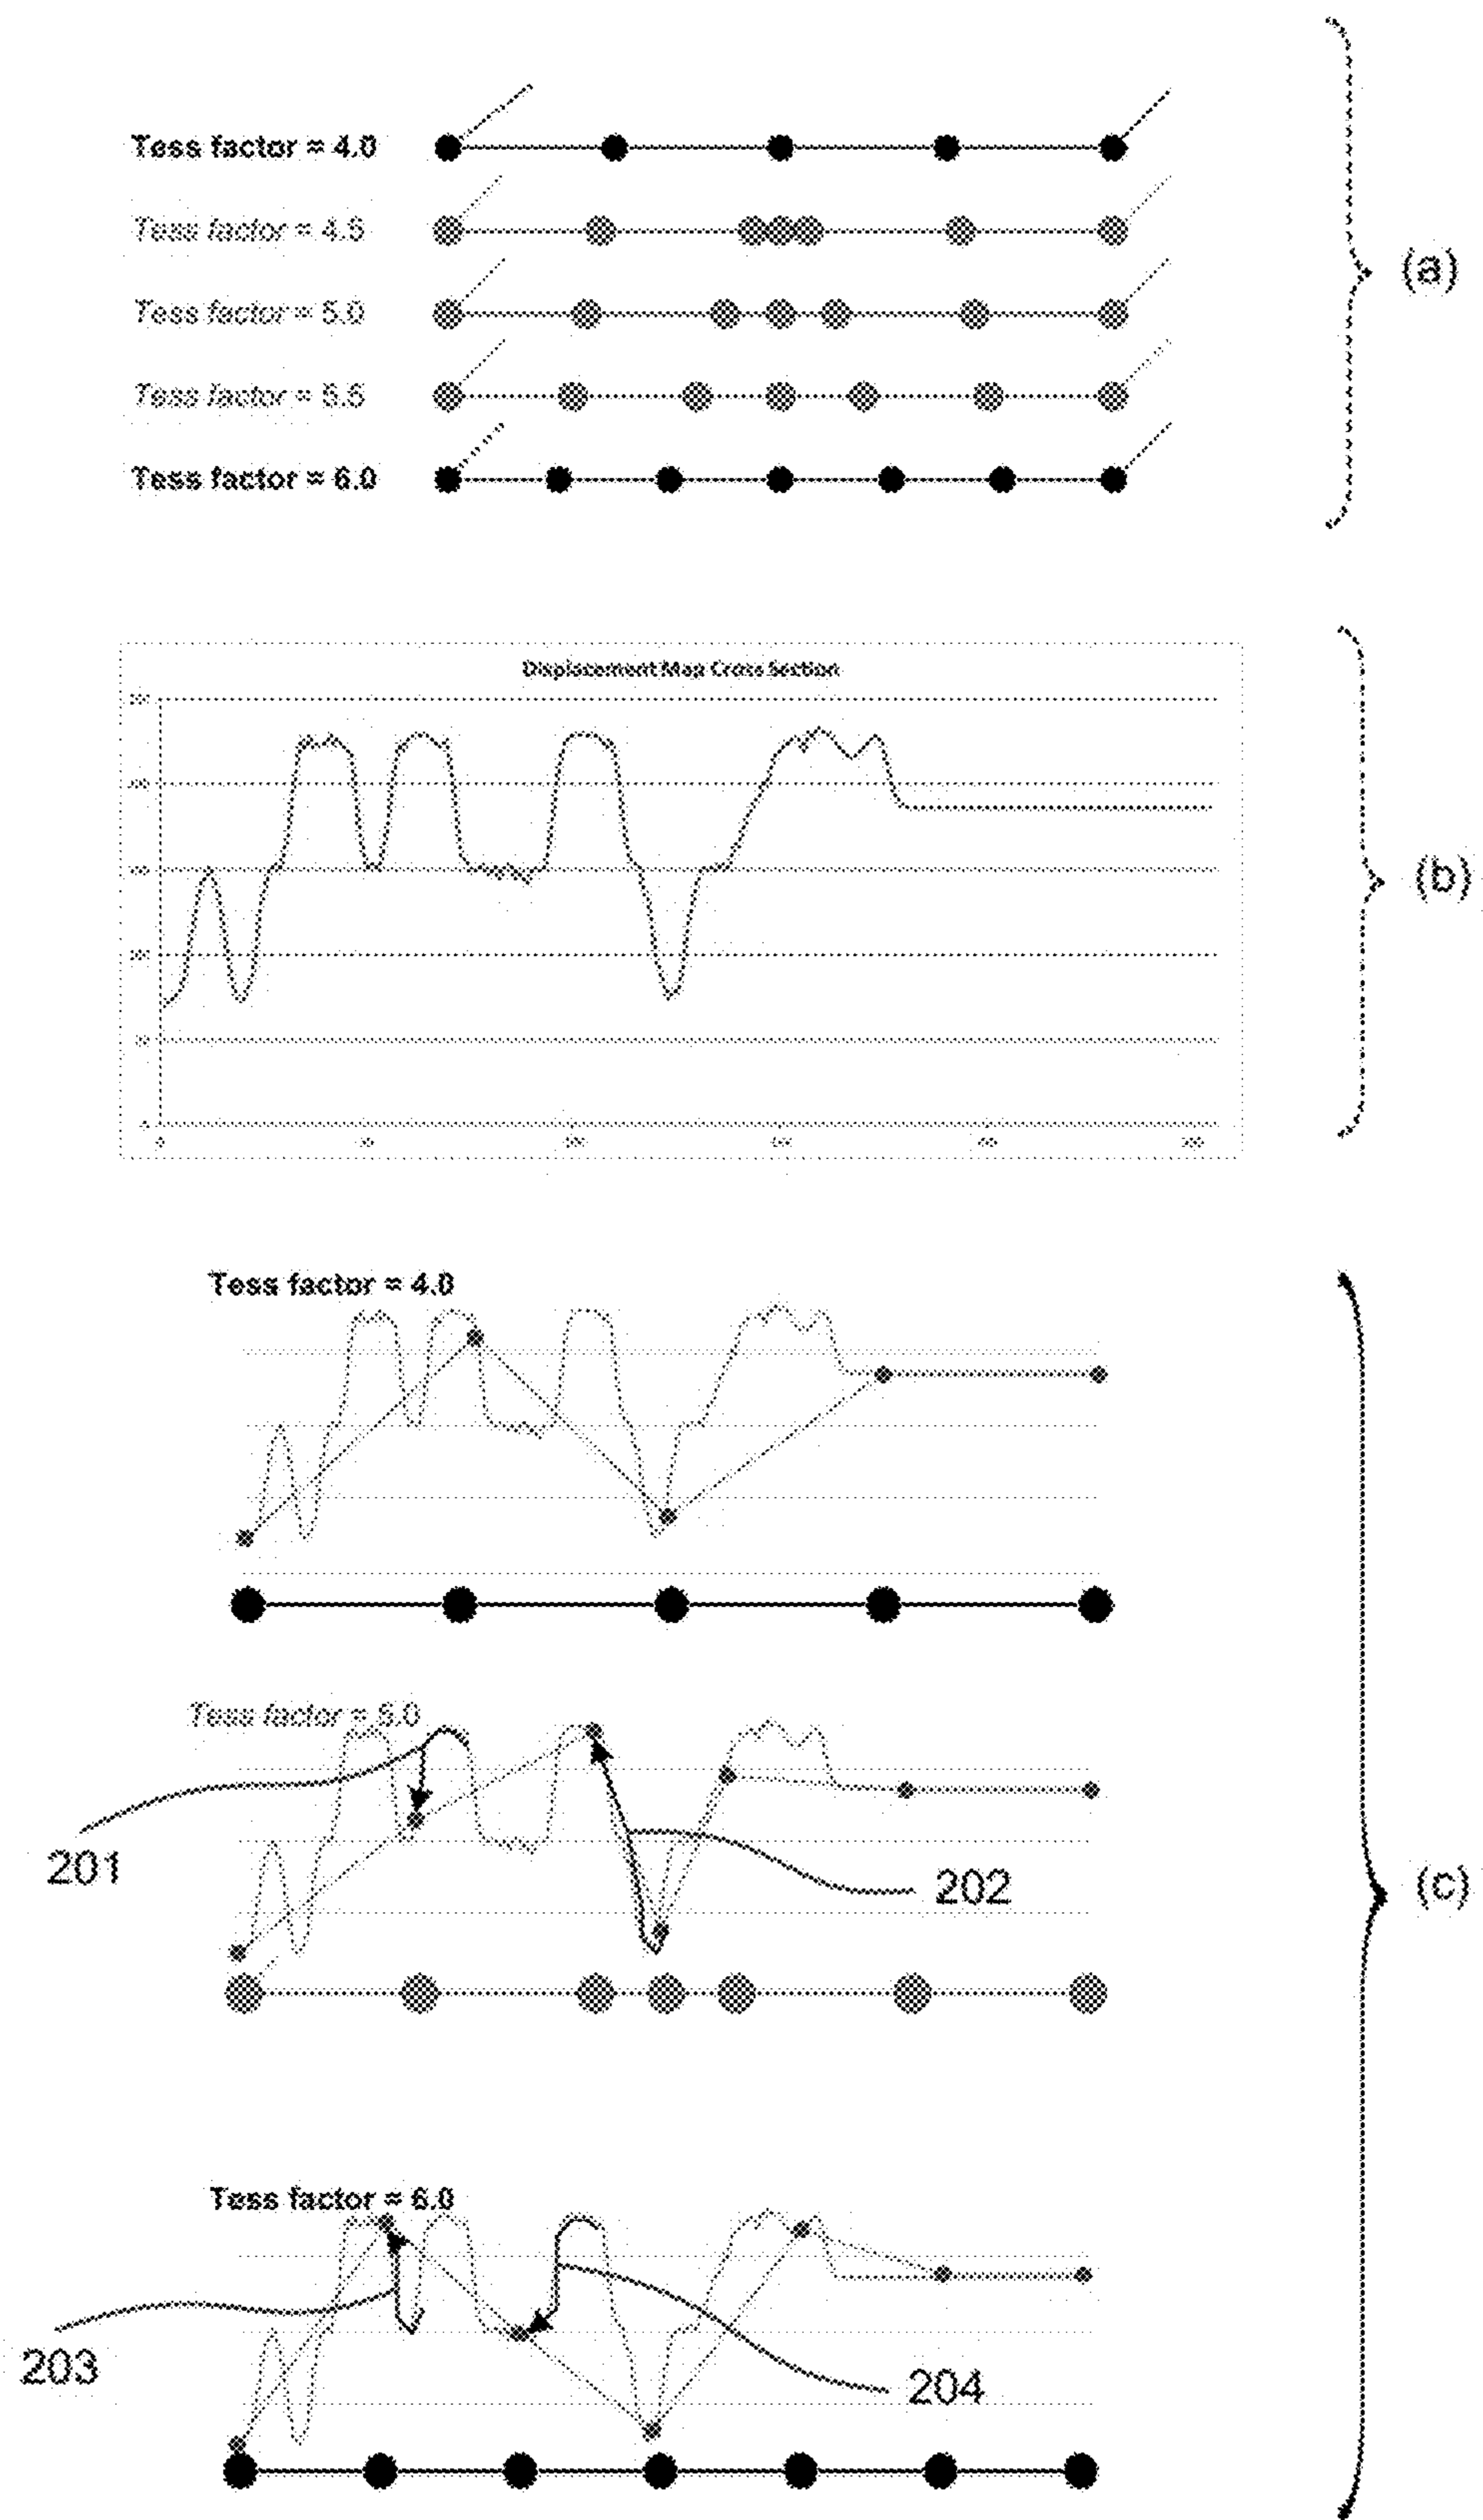 Tess factor = 4.0
Tess factor = 4.5
Tess factor = 5.0
Tess factor = 5.5
Tess factor = 6.0
(a)
Displacement Map Cross Section
(b)
Tess factor = 4.0
Tess factor = 5.0
201
202
(c)
Tess factor = 6.0
203
204